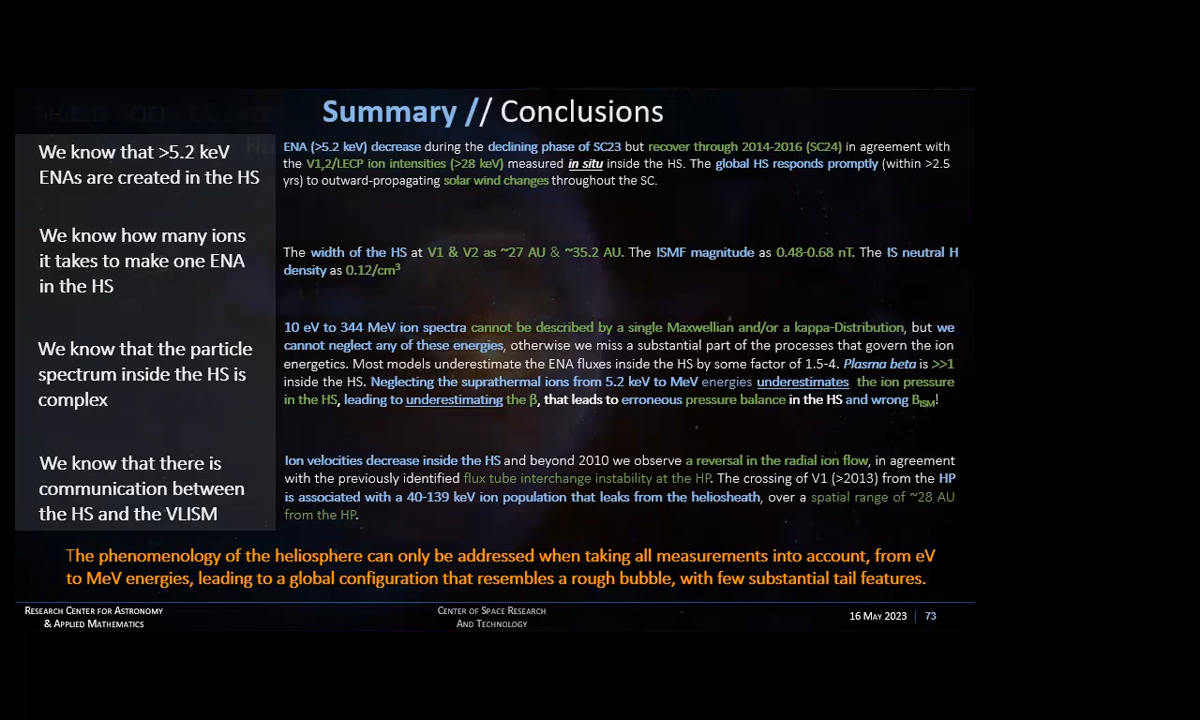 Summary // Conclusions
We know that >5.2 keV
ENAs are created in the HS
ENA (>5.2 keV) decrease during the declining phase of SC23 but recover through 2014-2016 (SC24) in agreement with
the V1,2/LECP ion intensities (>28 keV) measured in situ inside the HS. The global HS responds promptly (within >2.5
yrs) to outward-propagating solar wind changes throughout the SC.
We know how many ions
it takes to make one ENA
in the HS
The width of the HS at V1 & V2 as ~27 AU & ~35.2 AU. The ISMF magnitude as 0.48-0.68 nT. The IS neutral H
density as 0.12/cm³
We know that the particle
spectrum inside the HS is
complex
10 eV to 344 MeV ion spectra cannot be described by a single Maxwellian and/or a kappa-Distribution, but we
cannot neglect any of these energies, otherwise we miss a substantial part of the processes that govern the ion
energetics. Most models underestimate the ENA fluxes inside the HS by some factor of 1.5-4. Plasma beta is >>1
inside the HS. Neglecting the suprathermal ions from 5.2 keV to MeV energies underestimates the ion pressure
in the HS, leading to underestimating the β, that leads to erroneous pressure balance in the HS and wrong BISM!
We know that there is
communication between
the HS and the VLISM
Ion velocities decrease inside the HS and beyond 2010 we observe a reversal in the radial ion flow, in agreement
with the previously identified flux tube interchange instability at the HP. The crossing of V1 (>2013) from the HP
is associated with a 40-139 keV ion population that leaks from the heliosheath, over a spatial range of ~28 AU
from the HP.
The phenomenology of the heliosphere can only be addressed when taking all measurements into account, from eV
to MeV energies, leading to a global configuration that resembles a rough bubble, with few substantial tail features.
Research Center for Astronomy
& Applied Mathematics
Center of Space Research
And Technology
16 May 2023 | 73